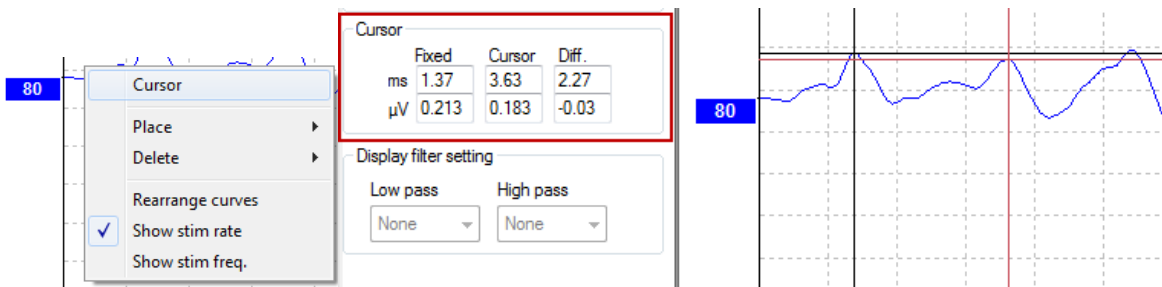 80
Cursor
Place
Delete
Rearrange curves
Show stim rate
Show stim freq.
Cursor
Fixed Cursor Diff.
ms 1.37 3.63 2.27
µV 0.213 0.183 -0.03
Display filter setting
Low pass High pass
None None
80